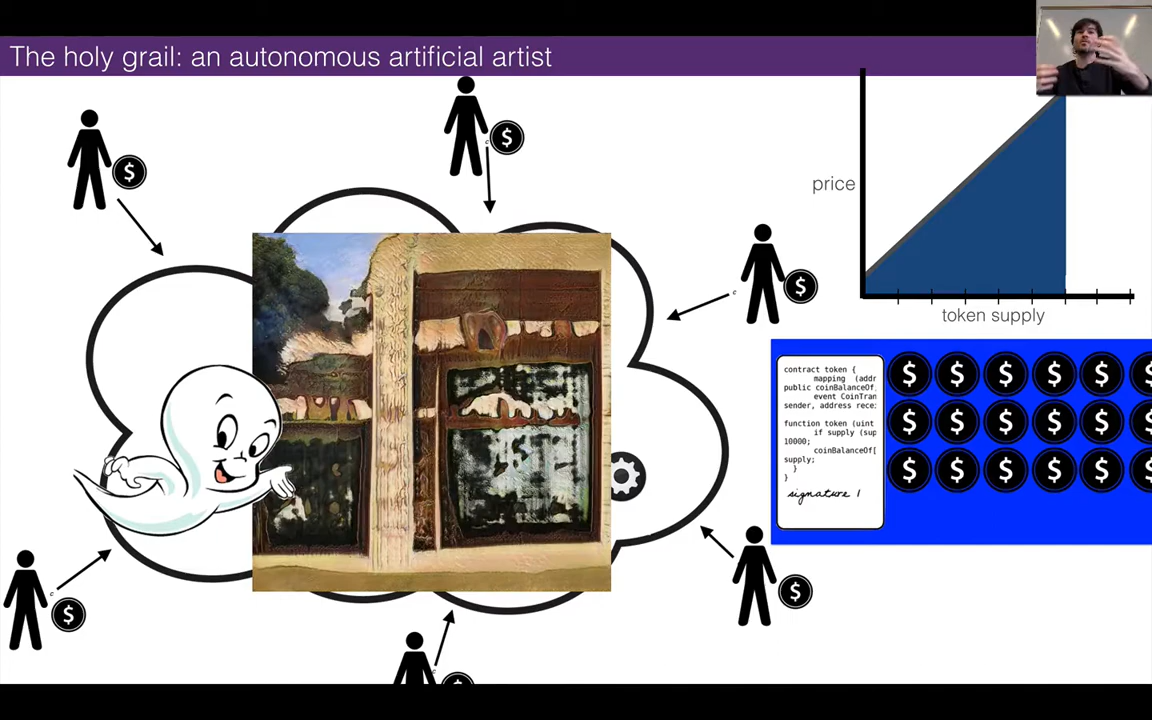 The holy grail: an autonomous artificial artist
$
$
$
$
$
price
token supply
contract token {
mapping (addr
public coinBalanceOf,
event CoinTran
sender, address rece:
function token (uint
if supply (sup
10000;
coinBalanceOf[
supply;
}
}
signature 1
$ $ $ $ $ $
$ $ $ $ $ $
$ $ $ $ $ $